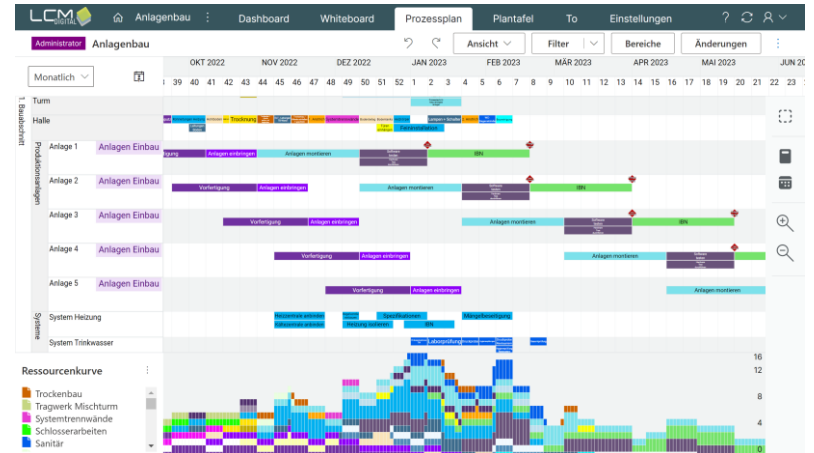 LCM DIGITAL Anlagenbau Dashboard Whiteboard Prozessplan Plantafel To Einstellungen ?
Administrator Anlagenbau Ansicht Filter Bereiche Änderungen
OKT 2022 NOV 2022 DEZ 2022 JAN 2023 FEB 2023 MÄR 2023 APR 2023 MAI 2023 JUN 20
Monatlich
39 40 41 42 43 44 45 46 47 48 49 50 51 52 1 2 3 4 5 6 7 8 9 10 11 12 13 14 15 16 17 18 19 20 21 22 23
1. Bauabschnitt
Turm
Halle Trocknung Lampen + Schalter
Feininstallation
Produktionsanlagen
Anlage 1 Anlagen Einbau
Anlagen einbringen Anlagen montieren IBN
Anlage 2 Anlagen Einbau
Vorfertigung Anlagen einbringen Anlagen montieren IBN
Anlage 3 Anlagen Einbau
Vorfertigung Anlagen einbringen Anlagen montieren IBN
Anlage 4 Anlagen Einbau
Vorfertigung Anlagen einbringen Anlagen montieren
Anlage 5 Anlagen Einbau
Vorfertigung Anlagen einbringen Anlagen montieren
Systeme
System Heizung Heizzentrale anbinden Spezifikationen Mängelbeseitigung
Kältezentrale anbinden Heizung isolieren IBN
System Trinkwasser Laborprüfung
Ressourcenkurve
Trockenbau
Tragwerk Mischturm
Systemtrennwände
Schlosserarbeiten
Sanitär
16
12
8
4
0